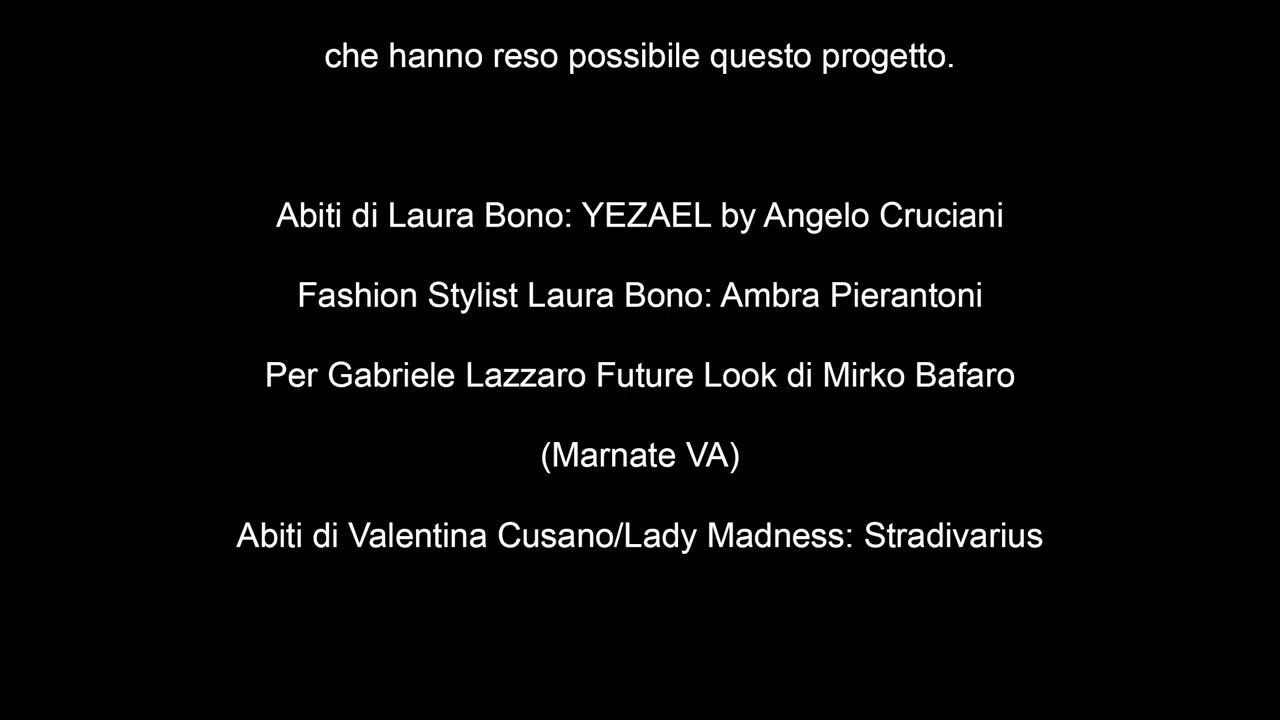 che hanno reso possibile questo progetto.
Abiti di Laura Bono: YEZAEL by Angelo Cruciani
Fashion Stylist Laura Bono: Ambra Pierantoni
Per Gabriele Lazzaro Future Look di Mirko Bafaro
(Marnate VA)
Abiti di Valentina Cusano/Lady Madness: Stradivarius